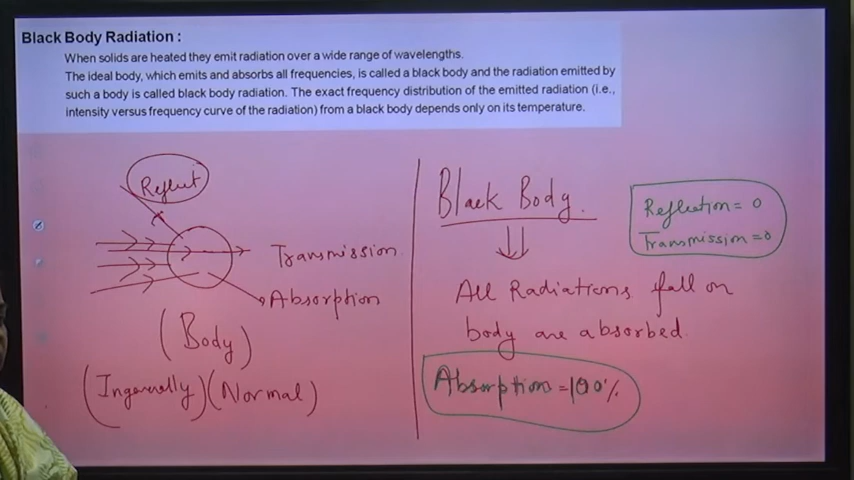 Black Body Radiation :
When solids are heated they emit radiation over a wide range of wavelengths.
The ideal body, which emits and absorbs all frequencies, is called a black body and the radiation emitted by
such a body is called black body radiation. The exact frequency distribution of the emitted radiation (i.e.,
intensity versus frequency curve of the radiation) from a black body depends only on its temperature.
Reflect
Transmission
Absorption
(Body)
(Ingenerally) (Normal)
Black Body.
All Radiations fall on
body are absorbed.
Absorption = 100%
Reflection = 0
Transmission = 0